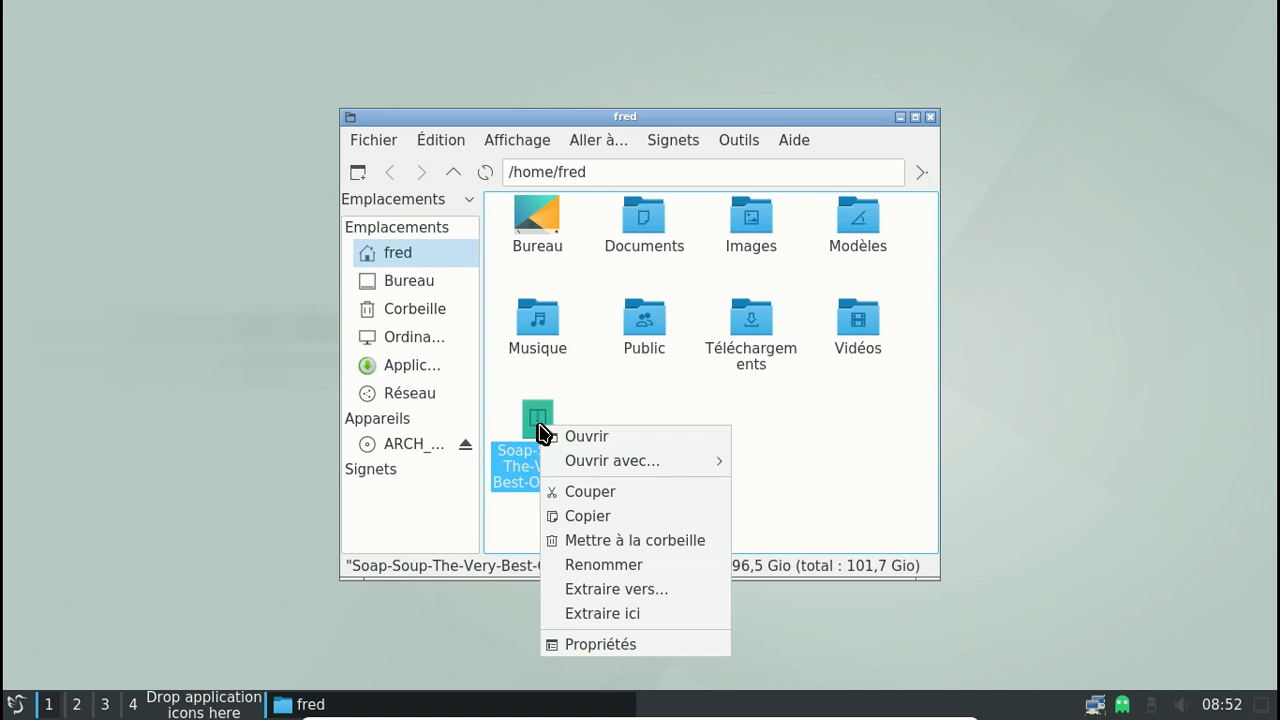 fred
Fichier Édition Affichage Aller à… Signets Outils Aide
/home/fred
Emplacements
Emplacements
fred
Bureau
Corbeille
Ordina…
Applic…
Réseau
Appareils
ARCH_…
Signets
Bureau Documents Images Modèles
Musique Public Téléchargem Vidéos
ents
Soap-
The-V
Best-O
Ouvrir
Ouvrir avec…
Couper
Copier
Mettre à la corbeille
Renommer
Extraire vers…
Extraire ici
Propriétés
"Soap-Soup-The-Very-Best- 96,5 Gio (total : 101,7 Gio)
1 2 3 4 Drop application
icons here
fred
08:52